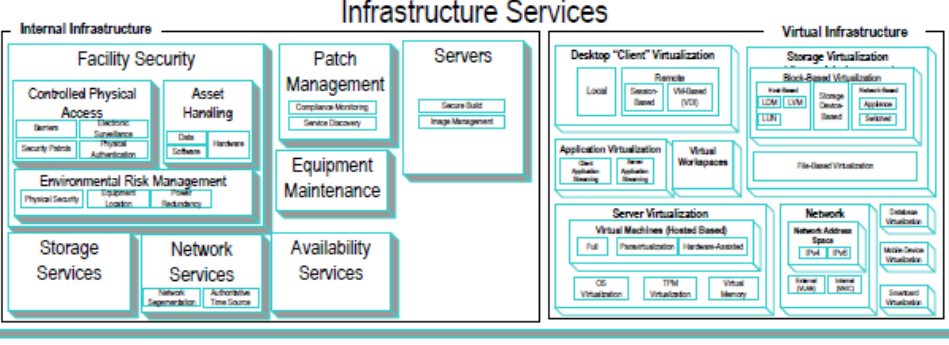 Infrastructure Services
Internal Infrastructure
Facility Security
Controlled Physical
Access
Barriers
Electronic
Surveillance
Security Patrols
Physical
Authentication
Asset
Handling
Data
Software
Hardware
Environmental Risk Management
Physical Security
Equipment
Location
Power
Redundancy
Patch
Management
Compliance Monitoring
Service Discovery
Servers
Secure Build
Image Management
Equipment
Maintenance
Storage
Services
Network
Services
Network
Segementation
Authoritative
Time Source
Availability
Services
Virtual Infrastructure
Desktop "Client" Virtualization
Local
Remote
Session-
Based
VM-Based
(VDI)
Storage Virtualization
Block-Based Virtualization
Host-Based
LDM
LVM
LUN
Storage
Device-
Based
Network-Based
Appliance
Switched
File-Based Virtualization
Application Virtualization
Client
Application
Streaming
Server
Application
Streaming
Virtual
Workspaces
Server Virtualization
Virtual Machines (Hosted Based)
Full
Paravirtualization
Hardware-Assisted
OS
Virtualization
TPM
Virtualization
Virtual
Memory
Network
Network Address
Space
IPv4
IPv6
External
(VLAN)
Internal
(VNIC)
Database
Virtualization
Mobile Device
Virtualization
Smartcard
Virtualization